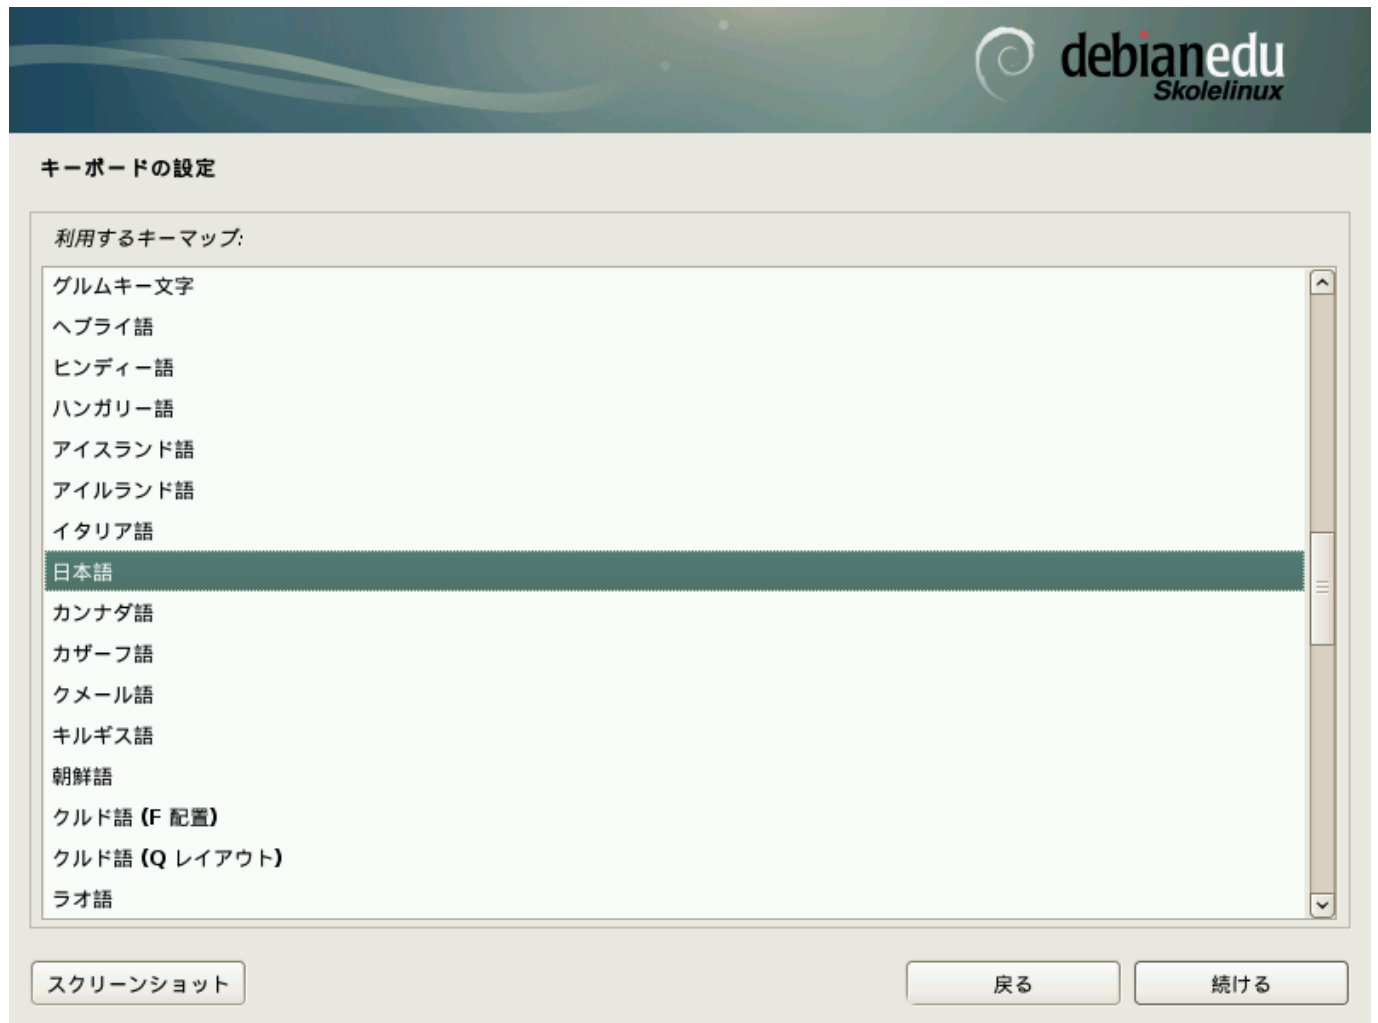 debianedu
Skolelinux
キーボードの設定
利用するキーマップ:
グルムキー文字
ヘブライ語
ヒンディー語
ハンガリー語
アイスランド語
アイルランド語
イタリア語
日本語
カンナダ語
カザーフ語
クメール語
キルギス語
朝鮮語
クルド語 (F 配置)
クルド語 (Q レイアウト)
ラオ語
スクリーンショット 戻る 続ける